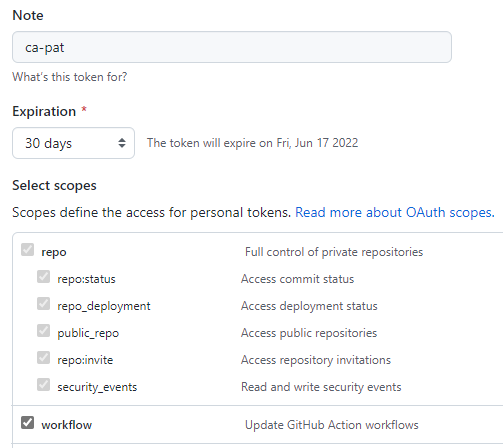 Note
ca-pat
What's this token for?
Expiration *
30 days The token will expire on Fri, Jun 17 2022
Select scopes
Scopes define the access for personal tokens. Read more about OAuth scopes.
repo Full control of private repositories
repo:status Access commit status
repo_deployment Access deployment status
public_repo Access public repositories
repo:invite Access repository invitations
security_events Read and write security events
workflow Update GitHub Action workflows